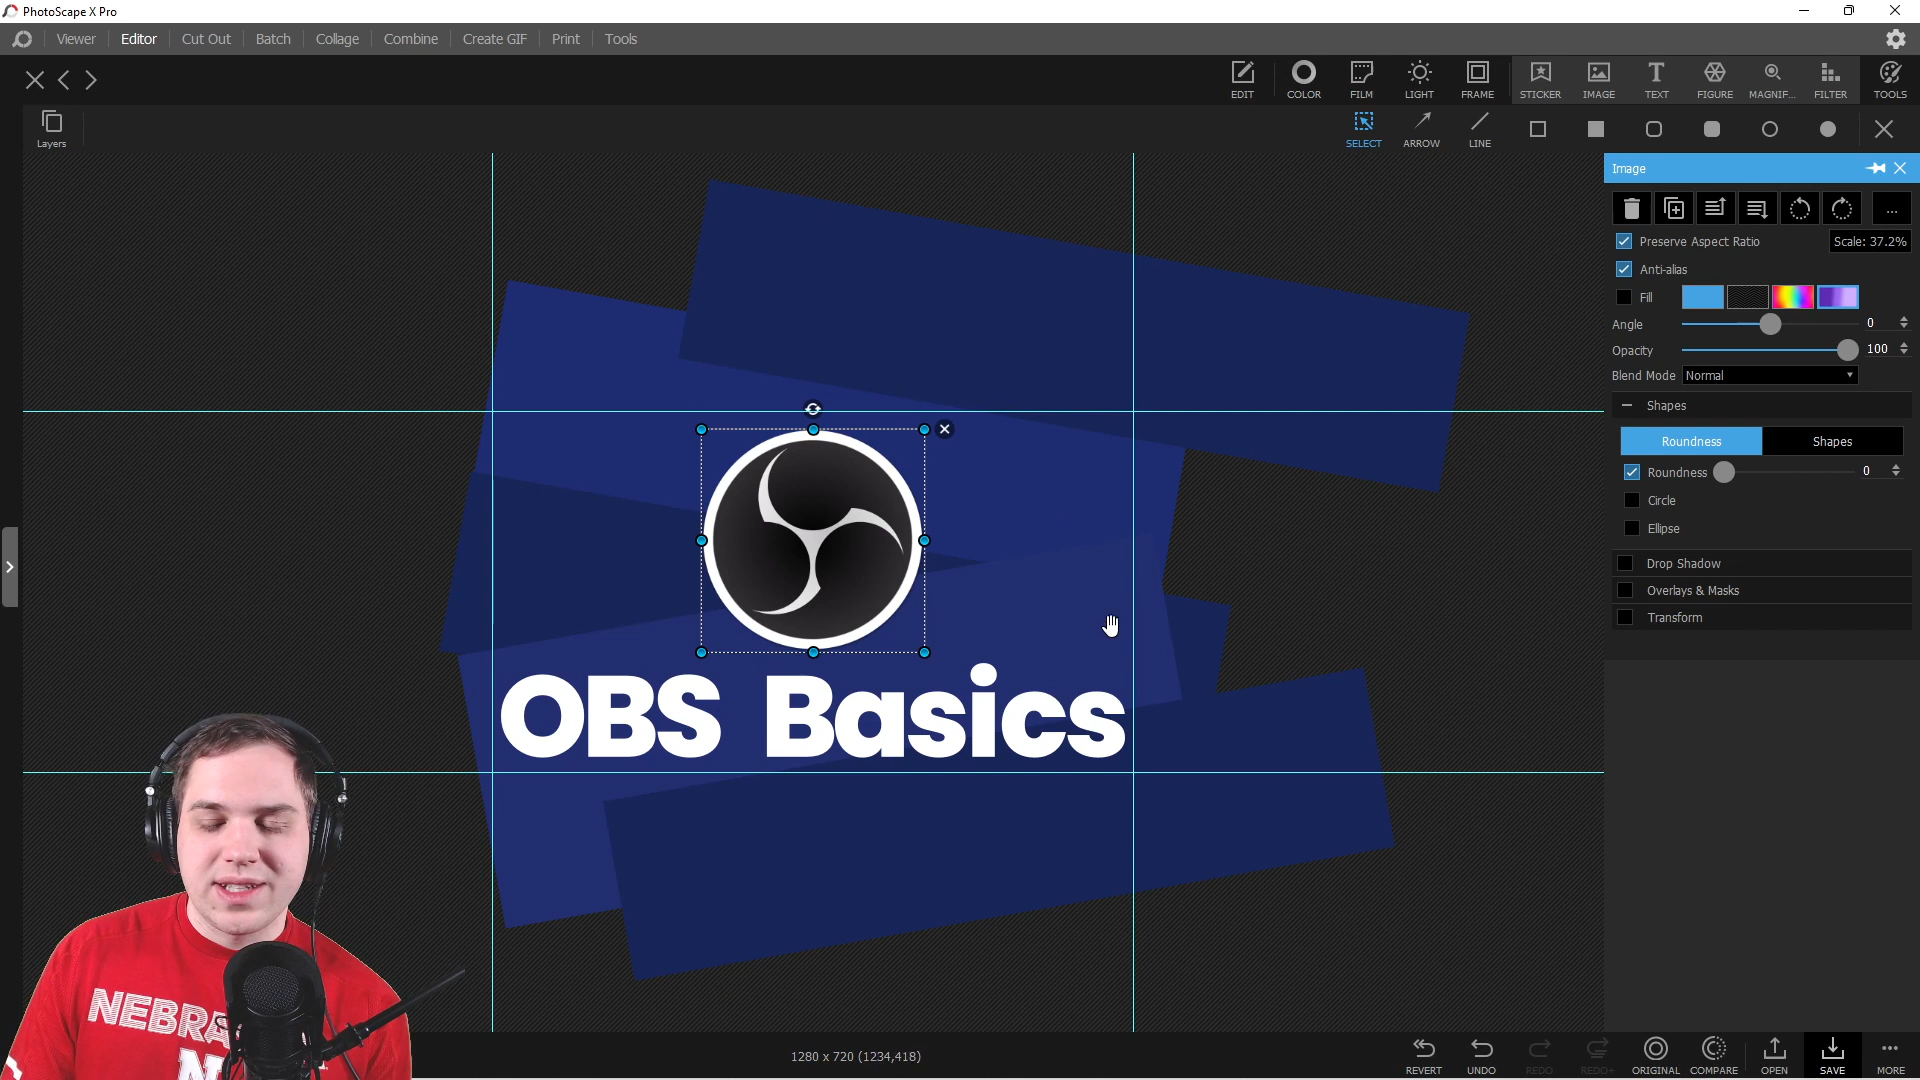 PhotoScape X Pro
Viewer Editor Cut Out Batch Collage Combine Create GIF Print Tools
EDIT COLOR FILM LIGHT FRAME STICKER IMAGE TEXT FIGURE MAGNIF... FILTER TOOLS
Layers SELECT ARROW LINE
Image
...
Preserve Aspect Ratio Scale: 37.2%
Anti-alias
Fill
Angle 0
Opacity 100
Blend Mode Normal
Shapes
Roundness Shapes
Roundness 0
Circle
Ellipse
Drop Shadow
Overlays & Masks
Transform
OBS Basics
1280 x 720 (1234,418)
REVERT UNDO REDO REDO+ ORIGINAL COMPARE OPEN SAVE MORE